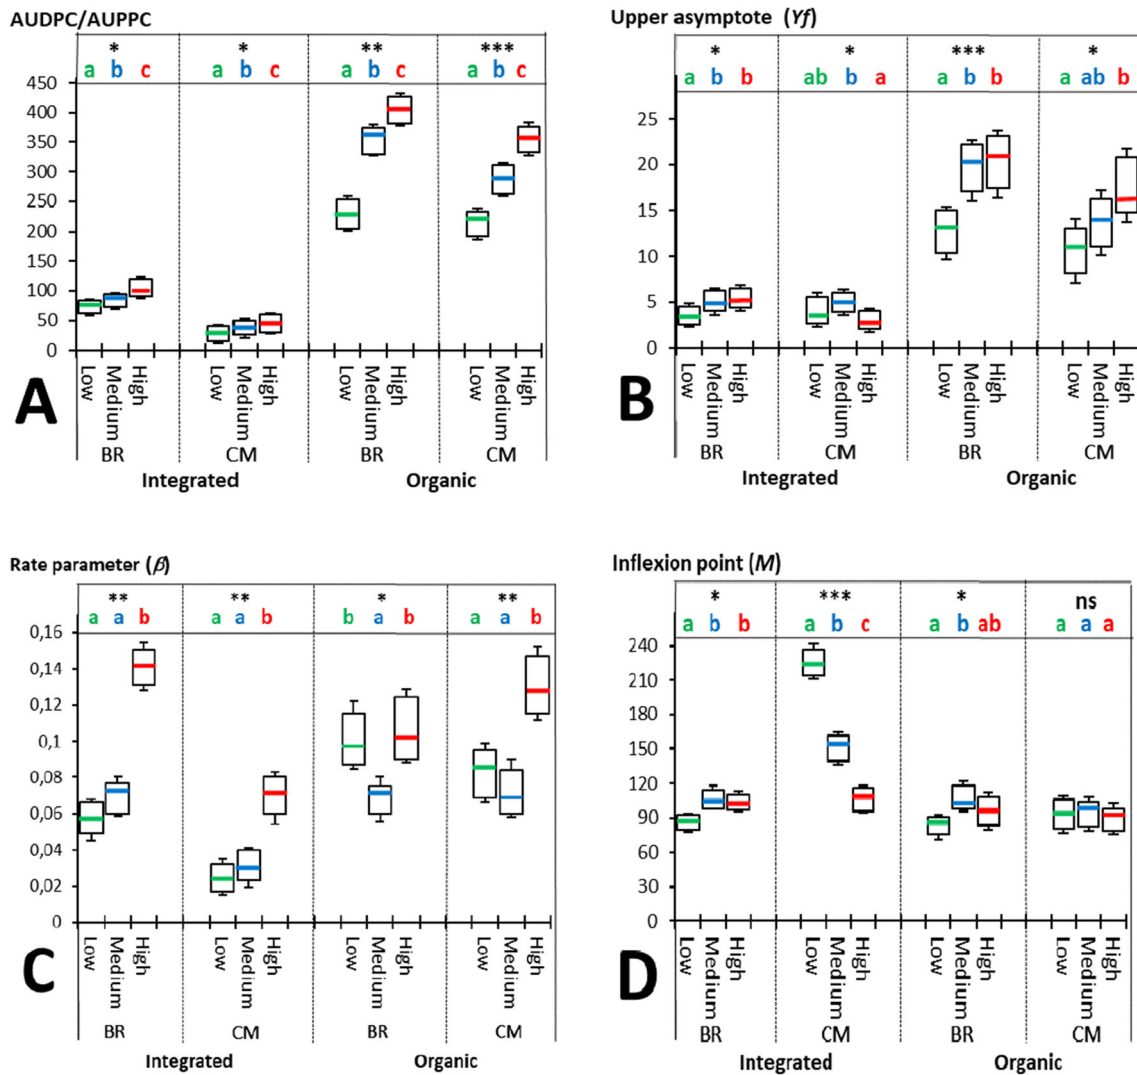 AUDPC/AUPPC
* * ** ***
a b c a b c a b c a b c
450
400
350
300
250
200
150
100
50
0
Low Medium High Low Medium High Low Medium High Low Medium High
A
BR CM BR CM
Integrated Organic
Upper asymptote (Yf)
* * *** *
a b b ab b a a b b a ab b
25
20
15
10
5
0
Low Medium High Low Medium High Low Medium High Low Medium High
B
BR CM BR CM
Integrated Organic
Rate parameter (β)
** ** * **
a a b a a b b a b a a b
0,16
0,14
0,12
0,1
0,08
0,06
0,04
0,02
0
Low Medium High Low Medium High Low Medium High Low Medium High
C
BR CM BR CM
Integrated Organic
Inflexion point (M)
* *** * ns
a b b a b c a b ab a a a
240
210
180
150
120
90
60
30
0
Low Medium High Low Medium High Low Medium High Low Medium High
D
BR CM BR CM
Integrated Organic